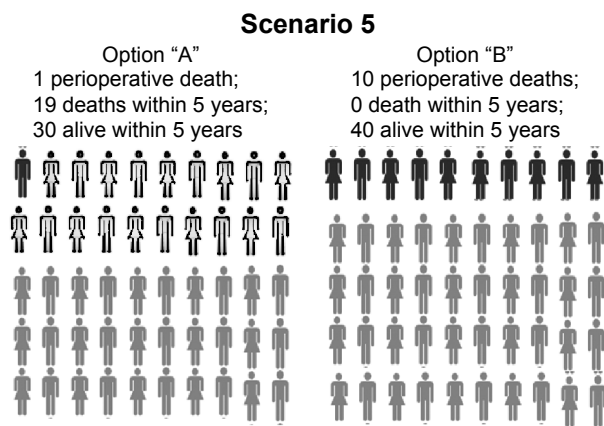 Scenario 5
Option “A”
1 perioperative death;
19 deaths within 5 years;
30 alive within 5 years
Option “B”
10 perioperative deaths;
0 death within 5 years;
40 alive within 5 years